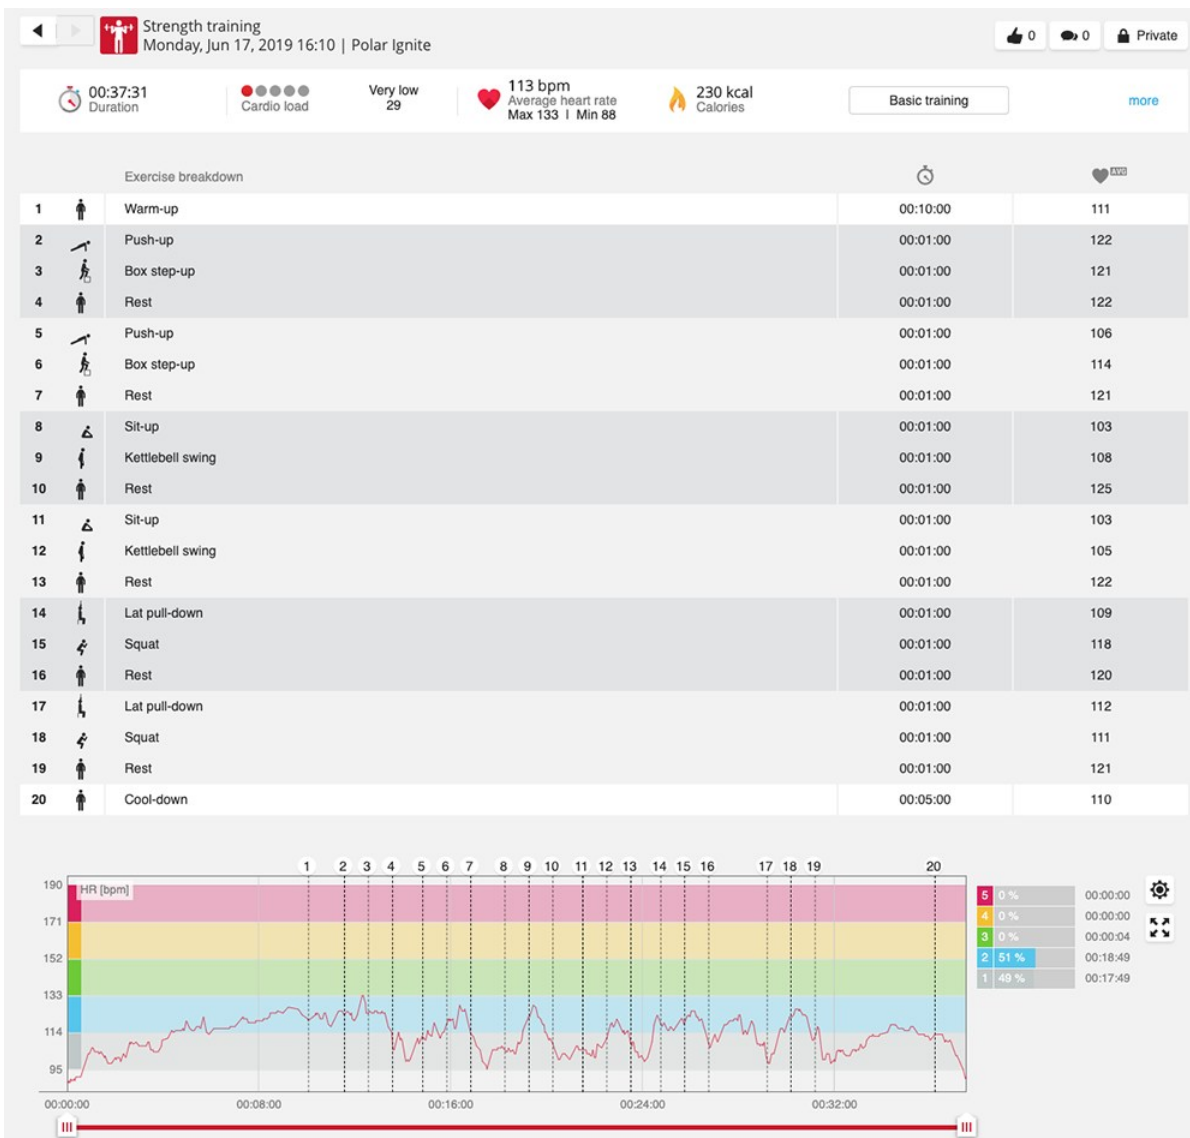 Strength training
Monday, Jun 17, 2019 16:10 | Polar Ignite
0 0 Private
00:37:31
Duration
Cardio load
Very low
29
113 bpm
Average heart rate
Max 133 | Min 88
230 kcal
Calories
Basic training
more
Exercise breakdown AVG
1 Warm-up 00:10:00 111
2 Push-up 00:01:00 122
3 Box step-up 00:01:00 121
4 Rest 00:01:00 122
5 Push-up 00:01:00 106
6 Box step-up 00:01:00 114
7 Rest 00:01:00 121
8 Sit-up 00:01:00 103
9 Kettlebell swing 00:01:00 108
10 Rest 00:01:00 125
11 Sit-up 00:01:00 103
12 Kettlebell swing 00:01:00 105
13 Rest 00:01:00 122
14 Lat pull-down 00:01:00 109
15 Squat 00:01:00 118
16 Rest 00:01:00 120
17 Lat pull-down 00:01:00 112
18 Squat 00:01:00 111
19 Rest 00:01:00 121
20 Cool-down 00:05:00 110
1 2 3 4 5 6 7 8 9 10 11 12 13 14 15 16 17 18 19 20
HR [bpm]
190
171
152
133
114
95
5 0 % 00:00:00
4 0 % 00:00:00
3 0 % 00:00:04
2 51 % 00:18:49
1 49 % 00:17:49
00:00:00 00:08:00 00:16:00 00:24:00 00:32:00